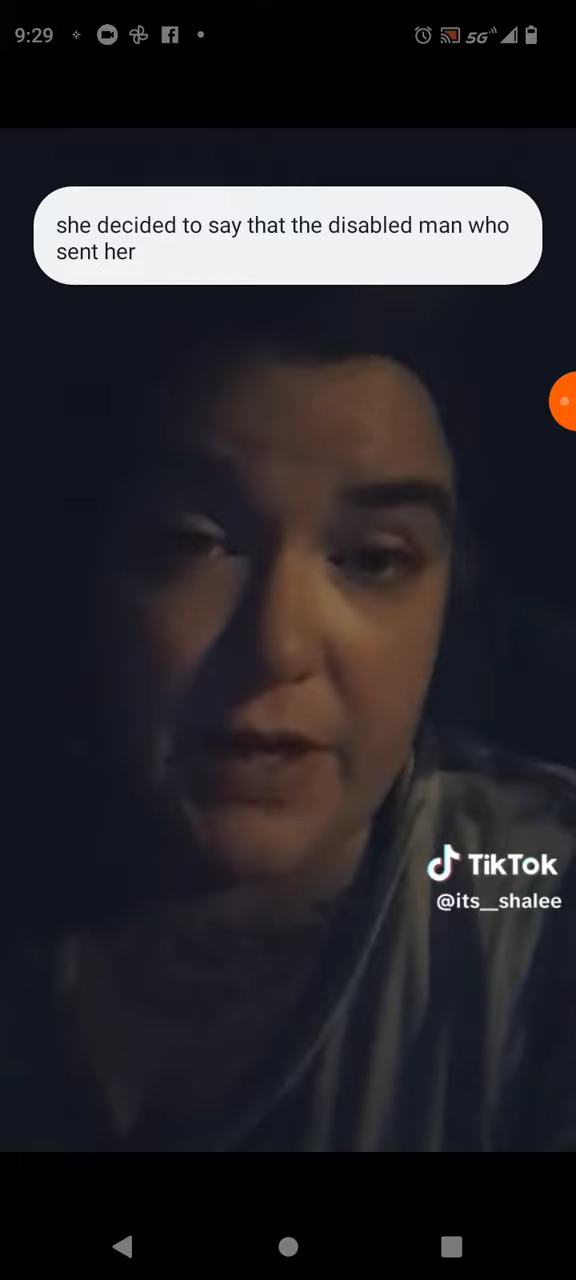 9:29
5G
she decided to say that the disabled man who
sent her
TikTok
@its__shalee